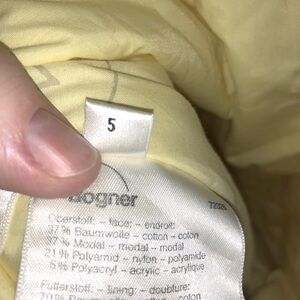 5
Bogner
Oberstoff: - face: - endroit:
37 % Baumwolle - cotton - coton
37 % Modal - modal - modal
21 % Polyamid - nylon - polyamide
5 % Polyacryl - acrylic - acrylique
Futterstoff: - lining: - doublure: